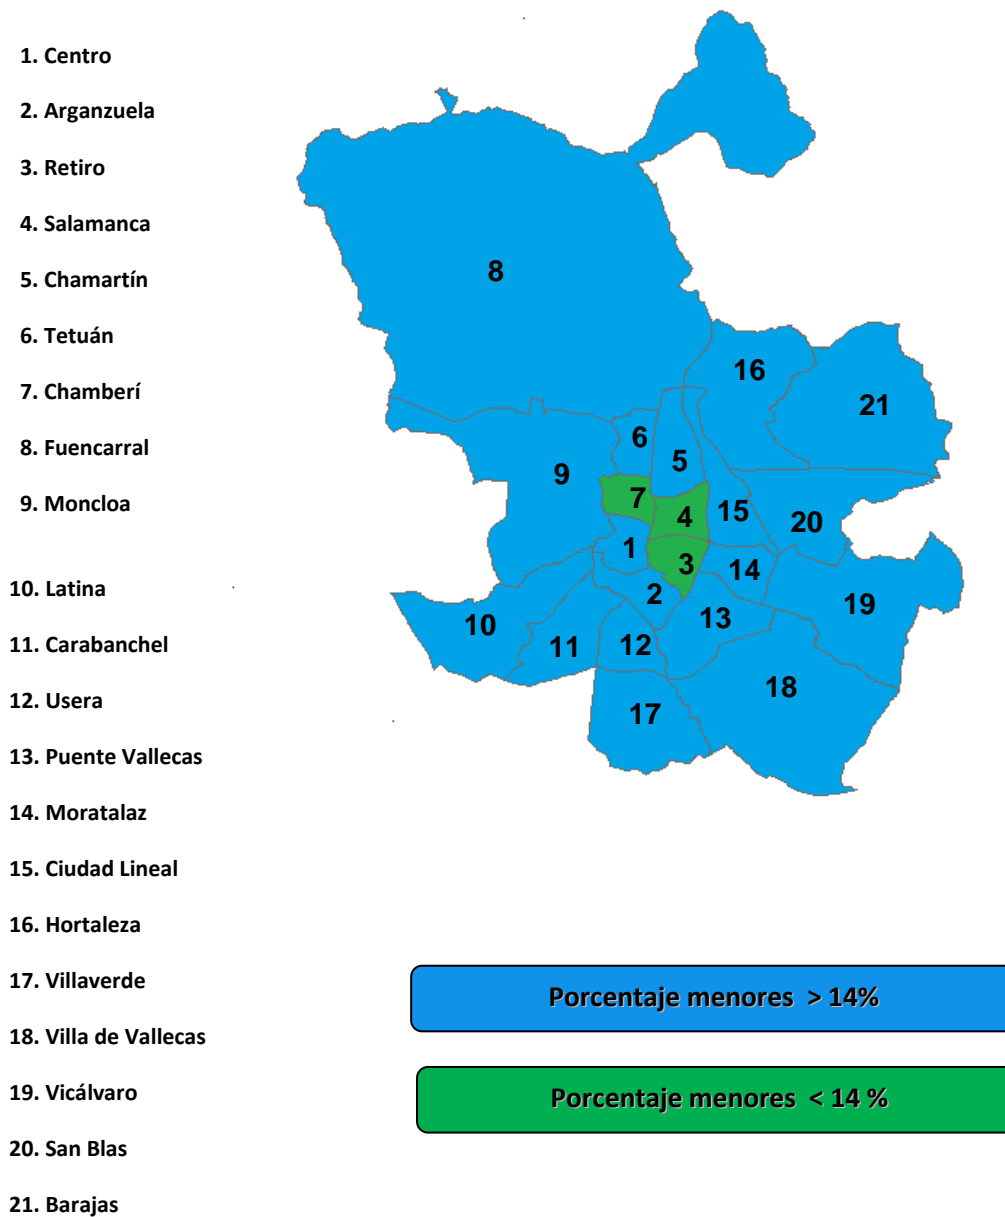 1. Centro
2. Arganzuela
3. Retiro
4. Salamanca
5. Chamartín
6. Tetuán
7. Chamberí
8. Fuencarral
9. Moncloa
10. Latina
11. Carabanchel
12. Usera
13. Puente Vallecas
14. Moratalaz
15. Ciudad Lineal
16. Hortaleza
17. Villaverde
18. Villa de Vallecas
19. Vicálvaro
20. San Blas
21. Barajas
8
16
21
6
5
9
7
4
15
20
1
3
14
2
19
10
13
11
12
18
17
Porcentaje menores > 14%
Porcentaje menores < 14 %